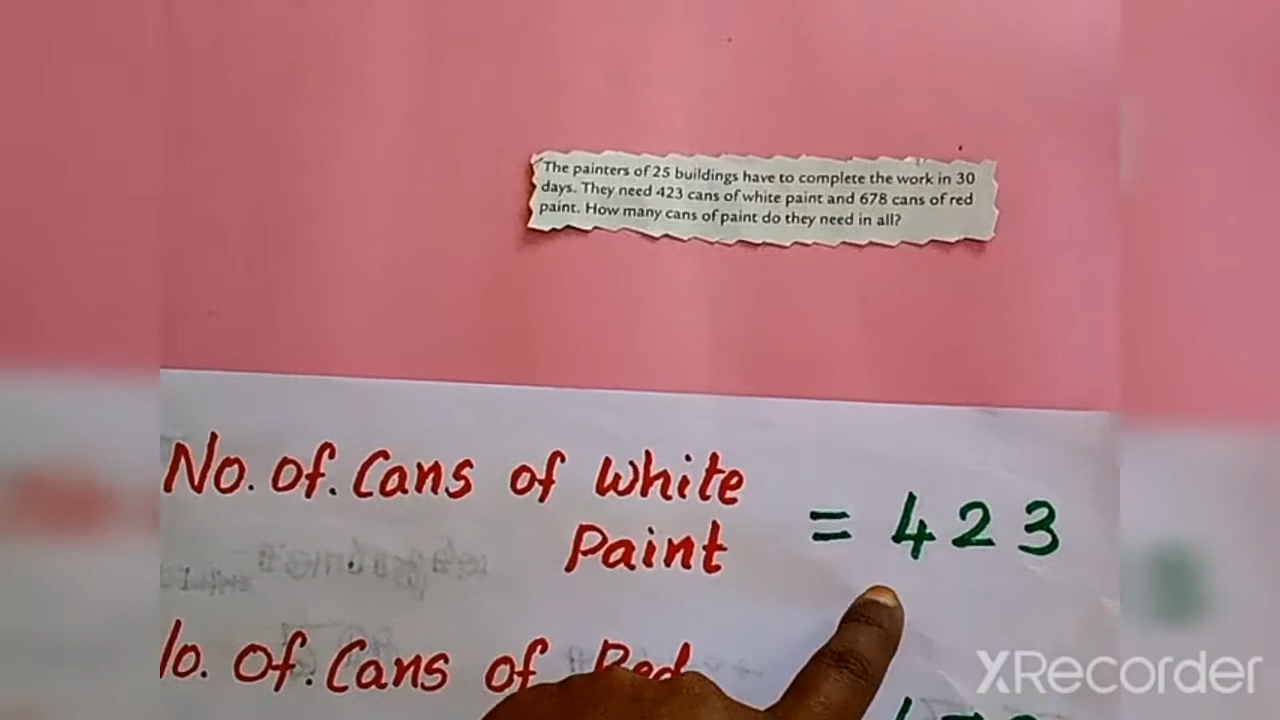 The painters of 25 buildings have to complete the work in 30
days. They need 423 cans of white paint and 678 cans of red
paint. How many cans of paint do they need in all?
No. of. Cans of white
Paint
= 423
No. of. Cans of Red
XRecorder